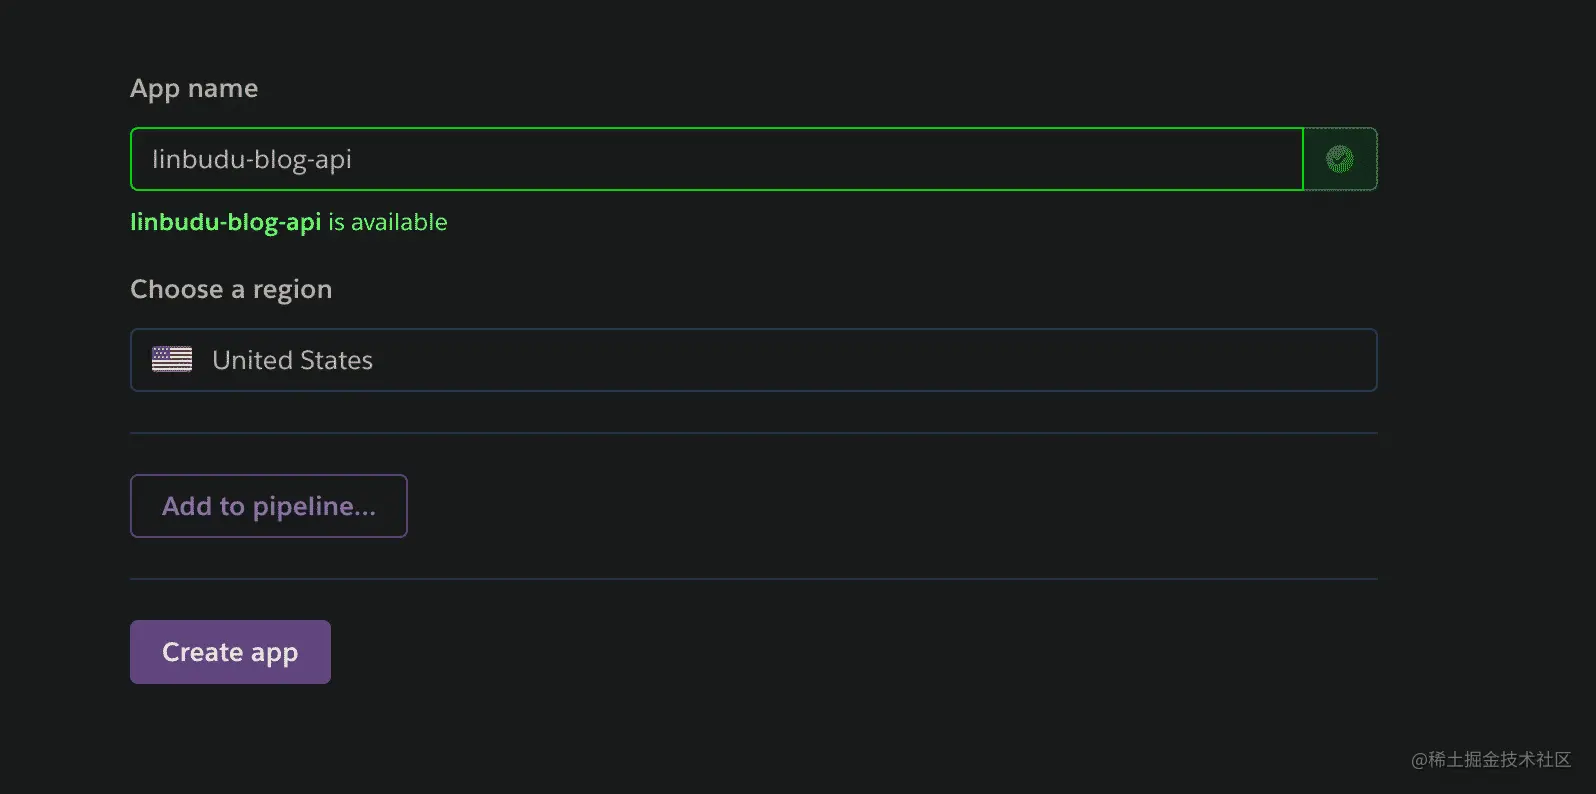 App name
linbudu-blog-api
linbudu-blog-api is available
Choose a region
United States
Add to pipeline...
Create app
@稀土掘金技术社区